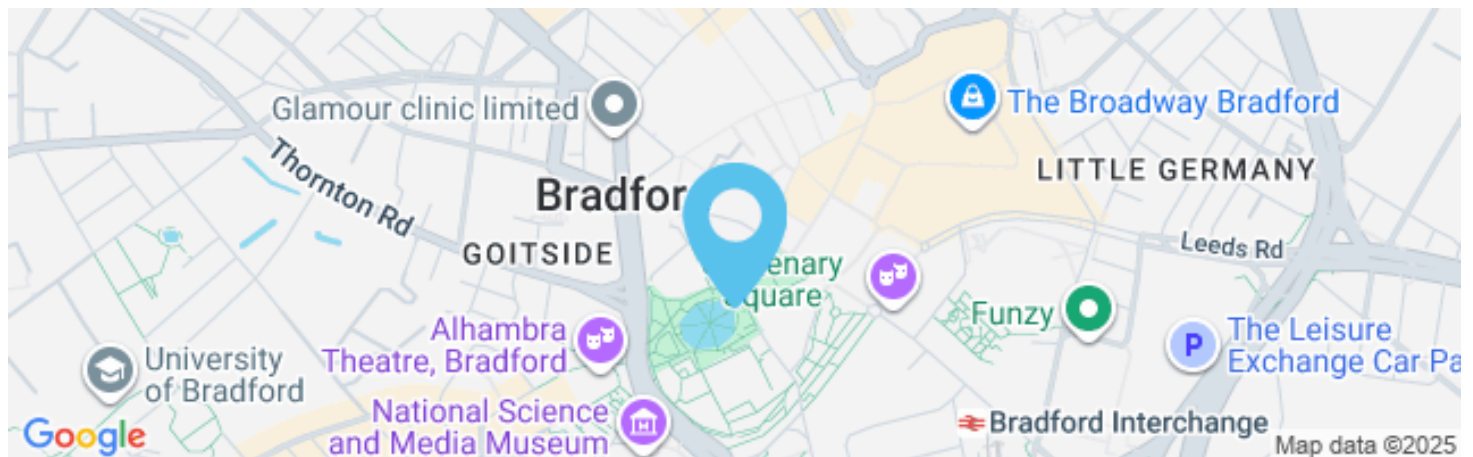 Glamour clinic limited
The Broadway Bradford
Thornton Rd
LITTLE GERMANY
Bradfor
GOITSIDE
Leeds Rd
enary
Square
Funzy
Alhambra
Theatre, Bradford
The Leisure
Exchange Car Pa
P
University
of Bradford
National Science
and Media Museum
Bradford Interchange
Google
Map data ©2025